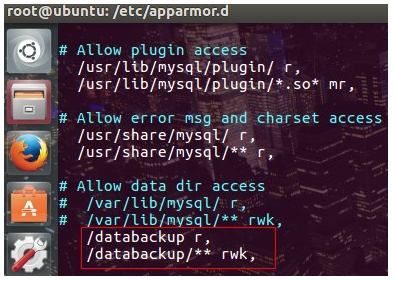 root@ubuntu: /etc/apparmor.d
# Allow plugin access
/usr/lib/mysql/plugin/ r,
/usr/lib/mysql/plugin/*.so* mr,
# Allow error msg and charset access
/usr/share/mysql/ r,
/usr/share/mysql/** r,
# Allow data dir access
#  /var/lib/mysql/ r,
#  /var/lib/mysql/** rwk,
/databackup r,
/databackup/** rwk,